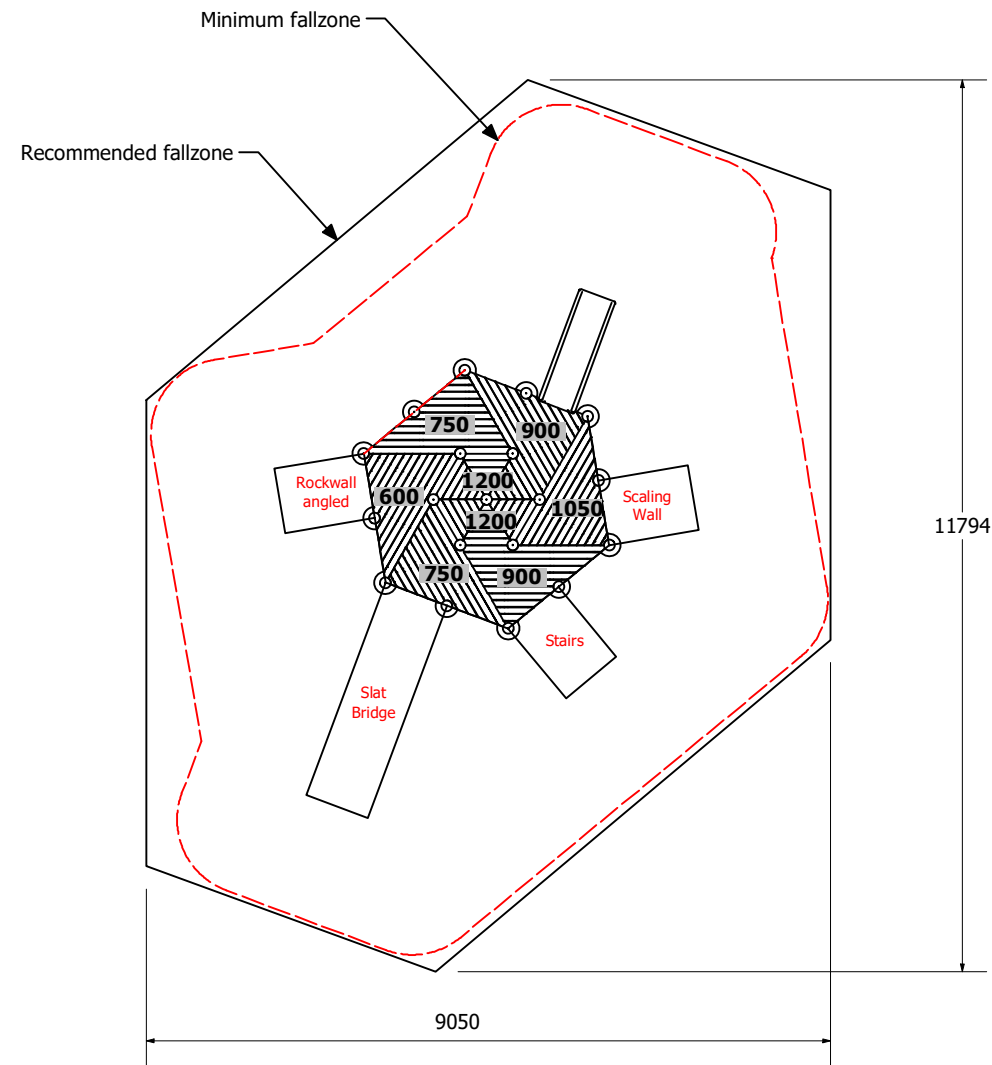 Minimum fallzone
Recommended fallzone
750
900
1200
Rockwall
angled
600
1050
Scaling
Wall
1200
11794
750
900
Stairs
Slat
Bridge
9050